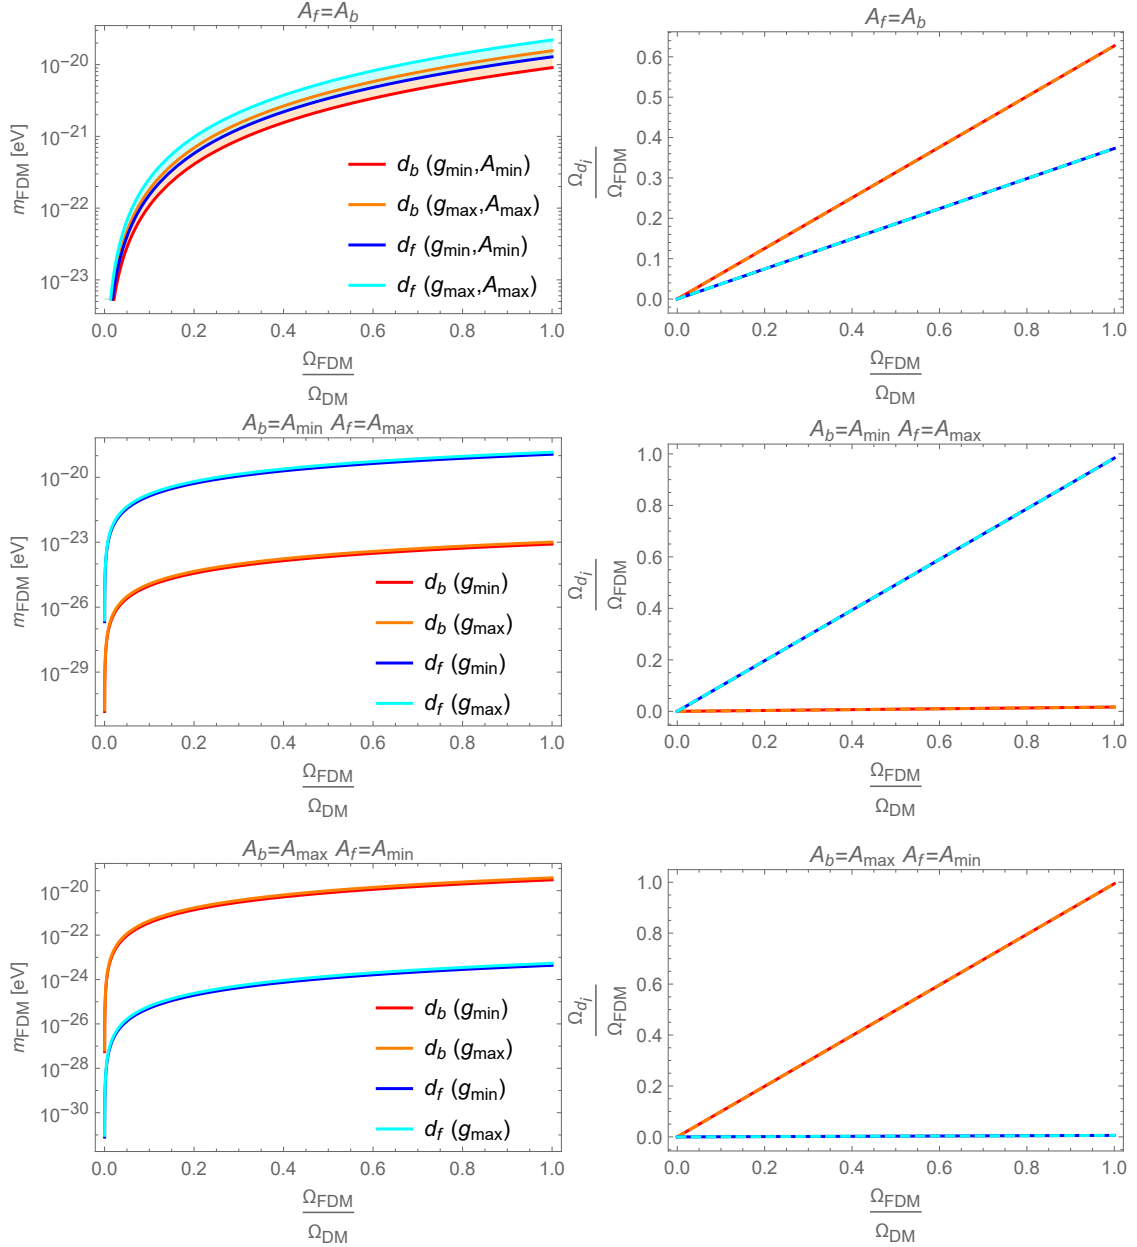 A_f=A_b
m_FDM [eV]
10^−20
10^−21
10^−22
10^−23
d_b (g_min,A_min)
d_b (g_max,A_max)
d_f (g_min,A_min)
d_f (g_max,A_max)
0.0 0.2 0.4 0.6 0.8 1.0
Ω_FDM
Ω_DM
A_f=A_b
Ω_d_i
Ω_FDM
0.6
0.5
0.4
0.3
0.2
0.1
0.0
0.0 0.2 0.4 0.6 0.8 1.0
Ω_FDM
Ω_DM
A_b=A_min A_f=A_max
m_FDM [eV]
10^−20
10^−23
10^−26
10^−29
d_b (g_min)
d_b (g_max)
d_f (g_min)
d_f (g_max)
0.0 0.2 0.4 0.6 0.8 1.0
Ω_FDM
Ω_DM
A_b=A_min A_f=A_max
Ω_d_i
Ω_FDM
1.0
0.8
0.6
0.4
0.2
0.0
0.0 0.2 0.4 0.6 0.8 1.0
Ω_FDM
Ω_DM
A_b=A_max A_f=A_min
m_FDM [eV]
10^−20
10^−22
10^−24
10^−26
10^−28
10^−30
d_b (g_min)
d_b (g_max)
d_f (g_min)
d_f (g_max)
0.0 0.2 0.4 0.6 0.8 1.0
Ω_FDM
Ω_DM
A_b=A_max A_f=A_min
Ω_d_i
Ω_FDM
1.0
0.8
0.6
0.4
0.2
0.0
0.0 0.2 0.4 0.6 0.8 1.0
Ω_FDM
Ω_DM